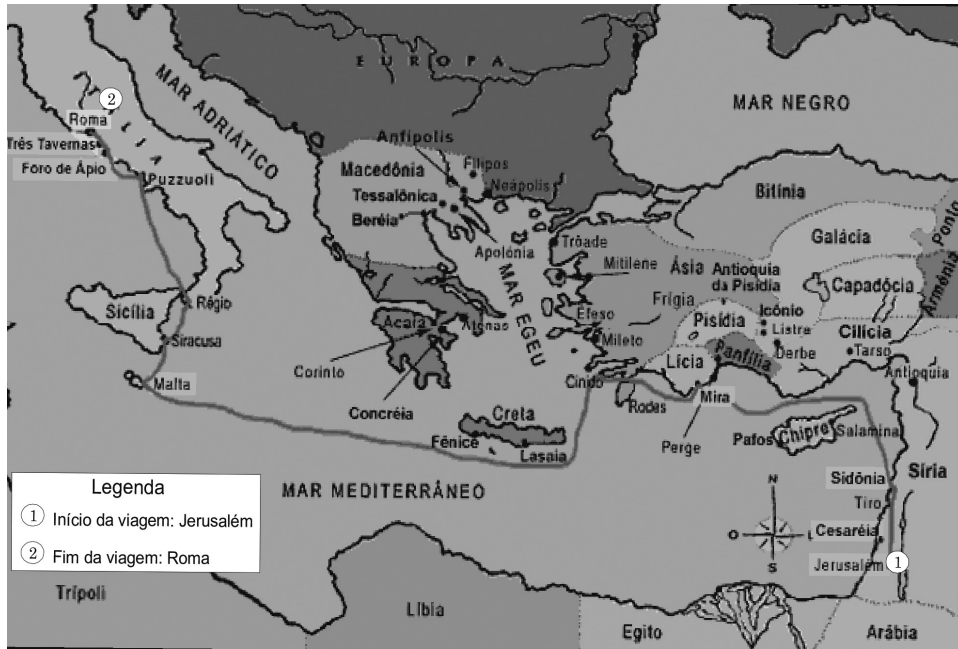 EUROPA
MAR NEGRO
MAR ADRIÁTICO
ITÁLIA
2
Roma
Três Tavernas
Foro de Ápio
Puzzuoli
Anfipolis
Macedônia
Filipos
Neápolis
Tessalônica
Beréia
Apolónia
Bitínia
Ponto
Galácia
Armênia
Trôade
Mitilene
Ásia
Antioquia
da Pisídia
Capadócia
MAR EGEU
Frígia
Icônio
Listra
Pisídia
Cilícia
Sicília
Régio
Siracusa
Acaia
Atenas
Éfeso
Mileto
Panfília
Derbe
Tarso
Lícia
Antioquia
Corinto
Malta
Cnido
Rodes
Mira
Concréia
Creta
Perge
Pafos
Chipre
Salamina
Fênice
Lasaia
Síria
Sidônia
Tiro
MAR MEDITERRÂNEO
N
O
L
S
Cesaréia
Jerusalém
1
Legenda
1 Início da viagem: Jerusalém
2 Fim da viagem: Roma
Trípoli
Líbia
Egito
Arábia